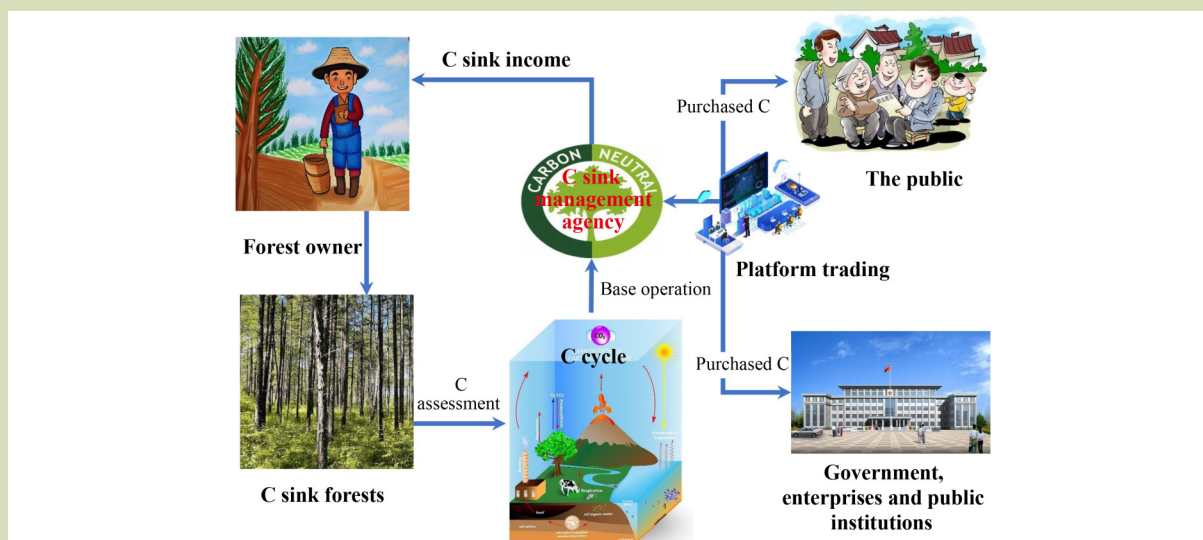 C sink income
Purchased C
CARBON NEUTRAL
C sink
management
agency
The public
Forest owner
Platform trading
Base operation
CO₂
C cycle
Purchased C
C
assessment
C sink forests
Government,
enterprises and public
institutions